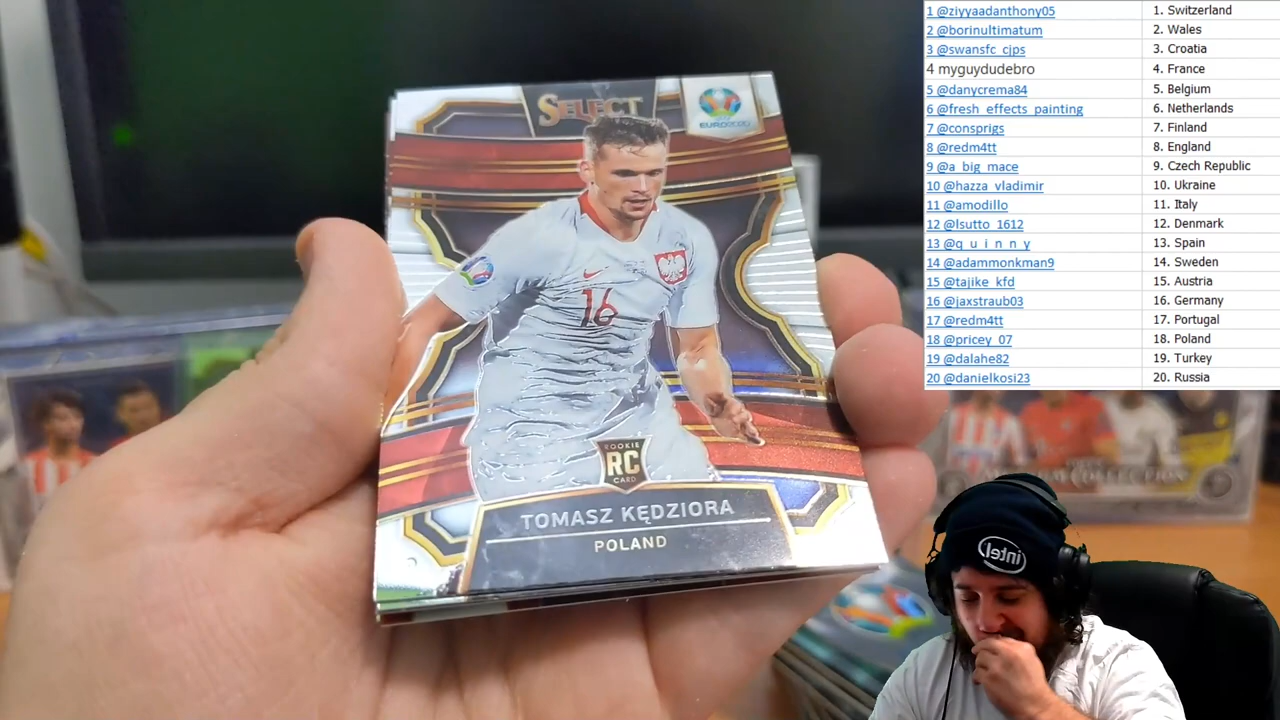 SELECT
EURO2020
16
ROOKIE
RC
CARD
TOMASZ KĘDZIORA
POLAND
1 @ziyyaadanthony05 1. Switzerland
2 @borinultimatum 2. Wales
3 @swansfc_cjps 3. Croatia
4 myguydudebro 4. France
5 @danycrema84 5. Belgium
6 @fresh_effects_painting 6. Netherlands
7 @consprigs 7. Finland
8 @redm4tt 8. England
9 @a_big_mace 9. Czech Republic
10 @hazza_vladimir 10. Ukraine
11 @amodillo 11. Italy
12 @lsutto_1612 12. Denmark
13 @q_u_i_n_n_y 13. Spain
14 @adammonkman9 14. Sweden
15 @tajike_kfd 15. Austria
16 @jaxstraub03 16. Germany
17 @redm4tt 17. Portugal
18 @pricey_07 18. Poland
19 @dalahe82 19. Turkey
20 @danielkosi23 20. Russia
COLLECTION
intel